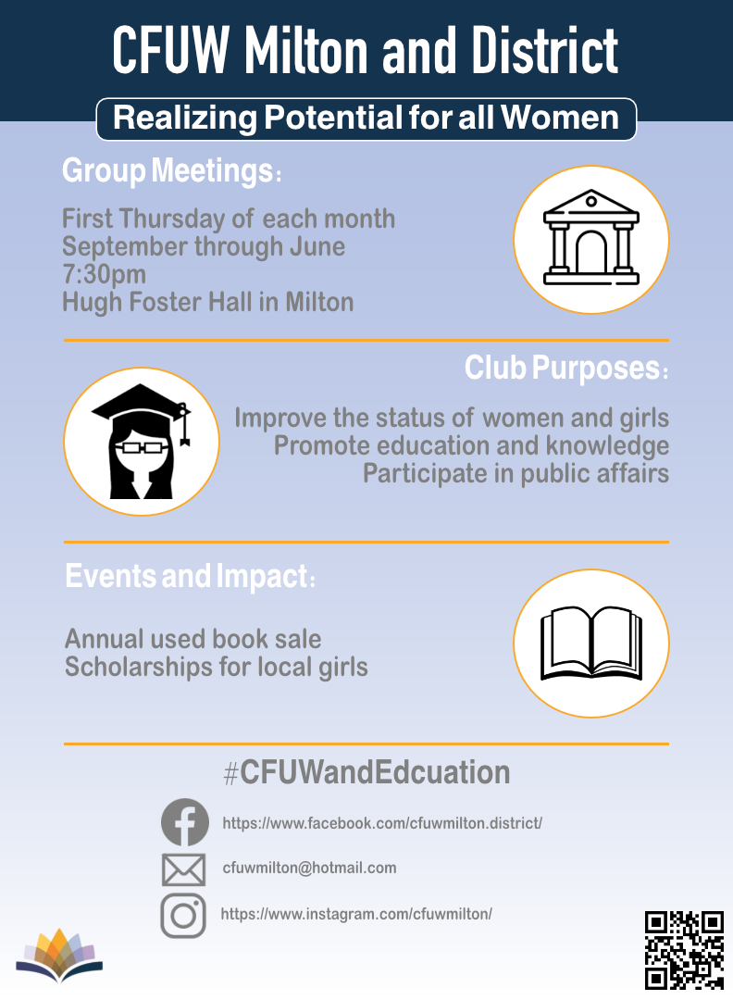 CFUW Milton and District
Realizing Potential for all Women
Group Meetings:
First Thursday of each month
September through June
7:30pm
Hugh Foster Hall in Milton
Club Purposes:
Improve the status of women and girls
Promote education and knowledge
Participate in public affairs
Events and Impact:
Annual used book sale
Scholarships for local girls
#CFUWandEdcuation
https://www.facebook.com/cfuwmilton.district/
cfuwmilton@hotmail.com
https://www.instagram.com/cfuwmilton/